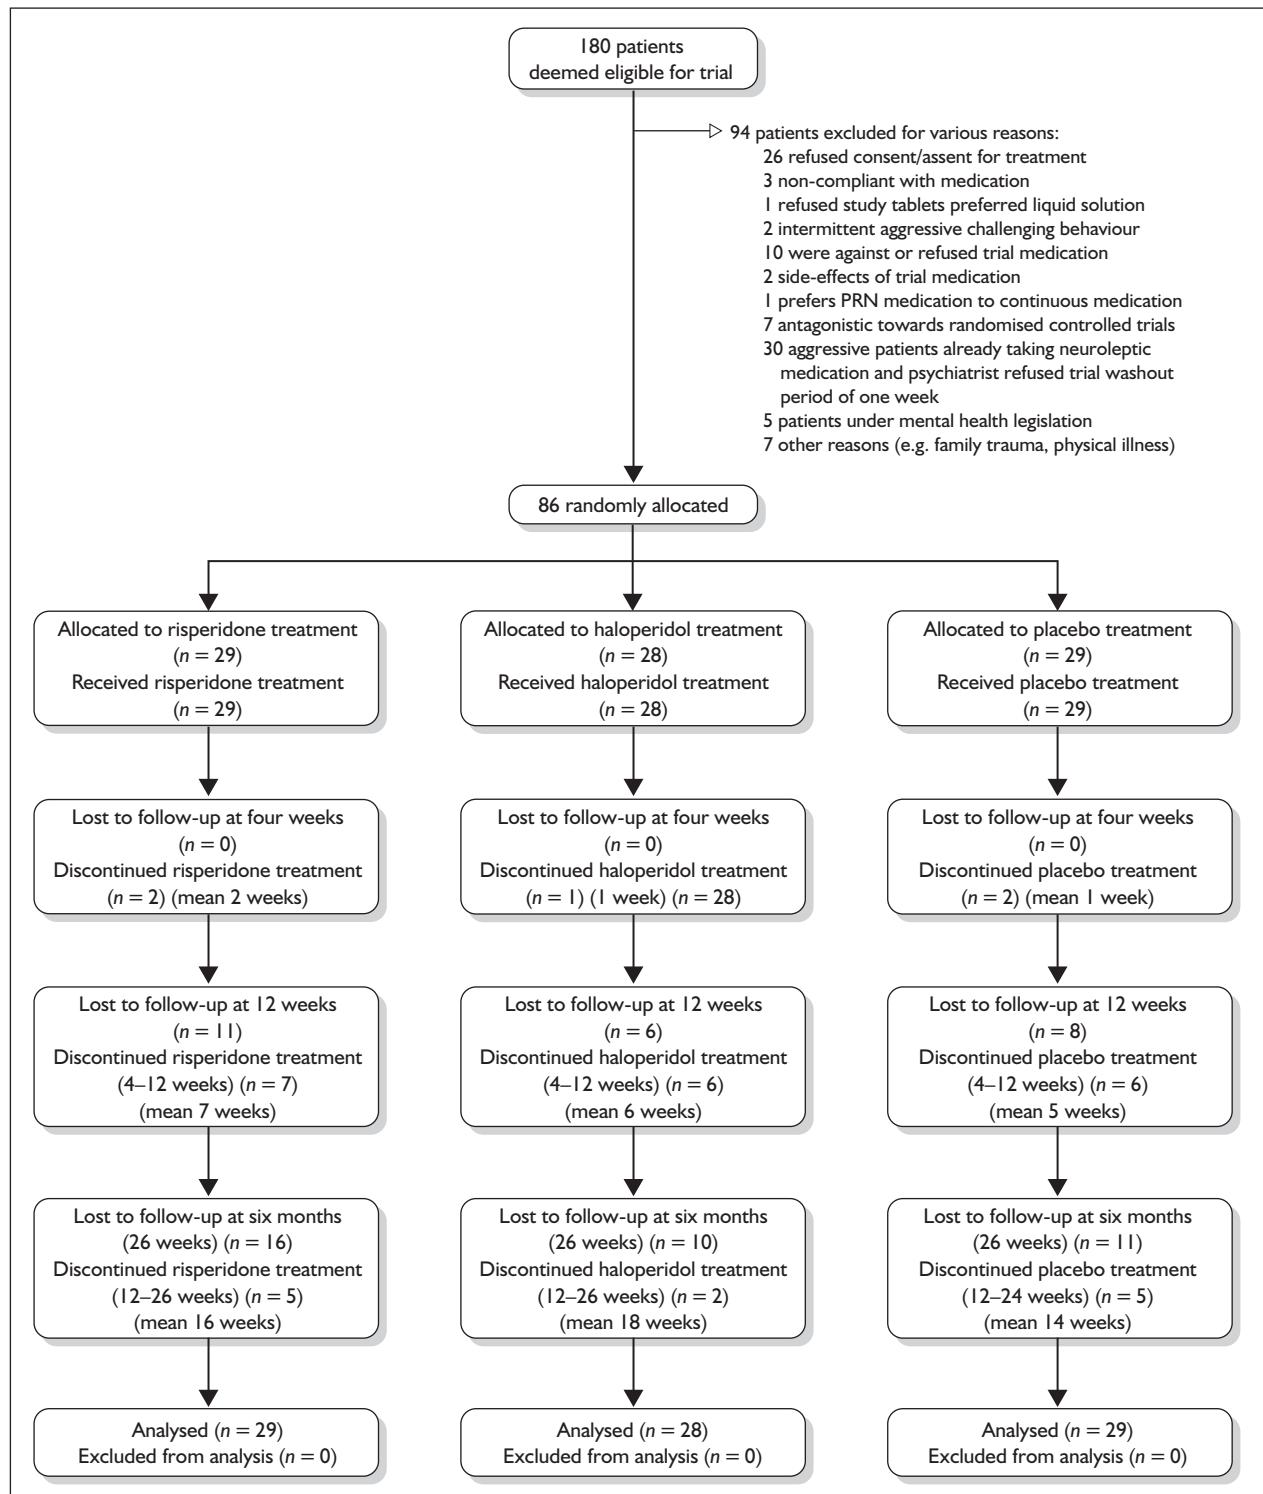 180 patients
deemed eligible for trial
94 patients excluded for various reasons:
26 refused consent/assent for treatment
3 non-compliant with medication
1 refused study tablets preferred liquid solution
2 intermittent aggressive challenging behaviour
10 were against or refused trial medication
2 side-effects of trial medication
1 prefers PRN medication to continuous medication
7 antagonistic towards randomised controlled trials
30 aggressive patients already taking neuroleptic
medication and psychiatrist refused trial washout
period of one week
5 patients under mental health legislation
7 other reasons (e.g. family trauma, physical illness)
86 randomly allocated
Allocated to risperidone treatment
(n = 29)
Received risperidone treatment
(n = 29)
Allocated to haloperidol treatment
(n = 28)
Received haloperidol treatment
(n = 28)
Allocated to placebo treatment
(n = 29)
Received placebo treatment
(n = 29)
Lost to follow-up at four weeks
(n = 0)
Discontinued risperidone treatment
(n = 2) (mean 2 weeks)
Lost to follow-up at four weeks
(n = 0)
Discontinued haloperidol treatment
(n = 1) (1 week) (n = 28)
Lost to follow-up at four weeks
(n = 0)
Discontinued placebo treatment
(n = 2) (mean 1 week)
Lost to follow-up at 12 weeks
(n = 11)
Discontinued risperidone treatment
(4–12 weeks) (n = 7)
(mean 7 weeks)
Lost to follow-up at 12 weeks
(n = 6)
Discontinued haloperidol treatment
(4–12 weeks) (n = 6)
(mean 6 weeks)
Lost to follow-up at 12 weeks
(n = 8)
Discontinued placebo treatment
(4–12 weeks) (n = 6)
(mean 5 weeks)
Lost to follow-up at six months
(26 weeks) (n = 16)
Discontinued risperidone treatment
(12–26 weeks) (n = 5)
(mean 16 weeks)
Lost to follow-up at six months
(26 weeks) (n = 10)
Discontinued haloperidol treatment
(12–26 weeks) (n = 2)
(mean 18 weeks)
Lost to follow-up at six months
(26 weeks) (n = 11)
Discontinued placebo treatment
(12–24 weeks) (n = 5)
(mean 14 weeks)
Analysed (n = 29)
Excluded from analysis (n = 0)
Analysed (n = 28)
Excluded from analysis (n = 0)
Analysed (n = 29)
Excluded from analysis (n = 0)